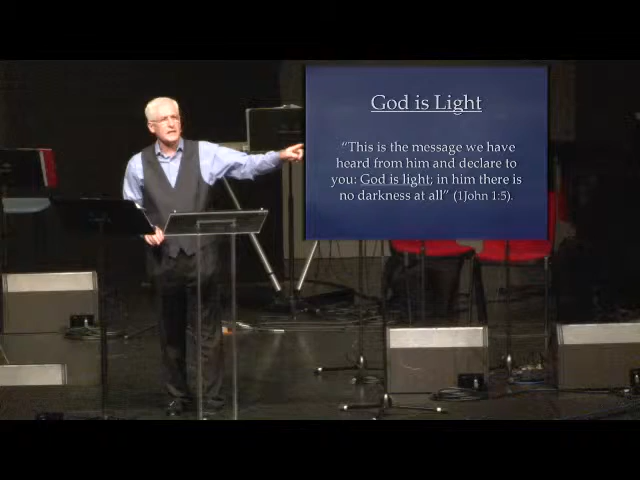 God is Light
“This is the message we have
heard from him and declare to
you: God is light; in him there is
no darkness at all” (1John 1:5).